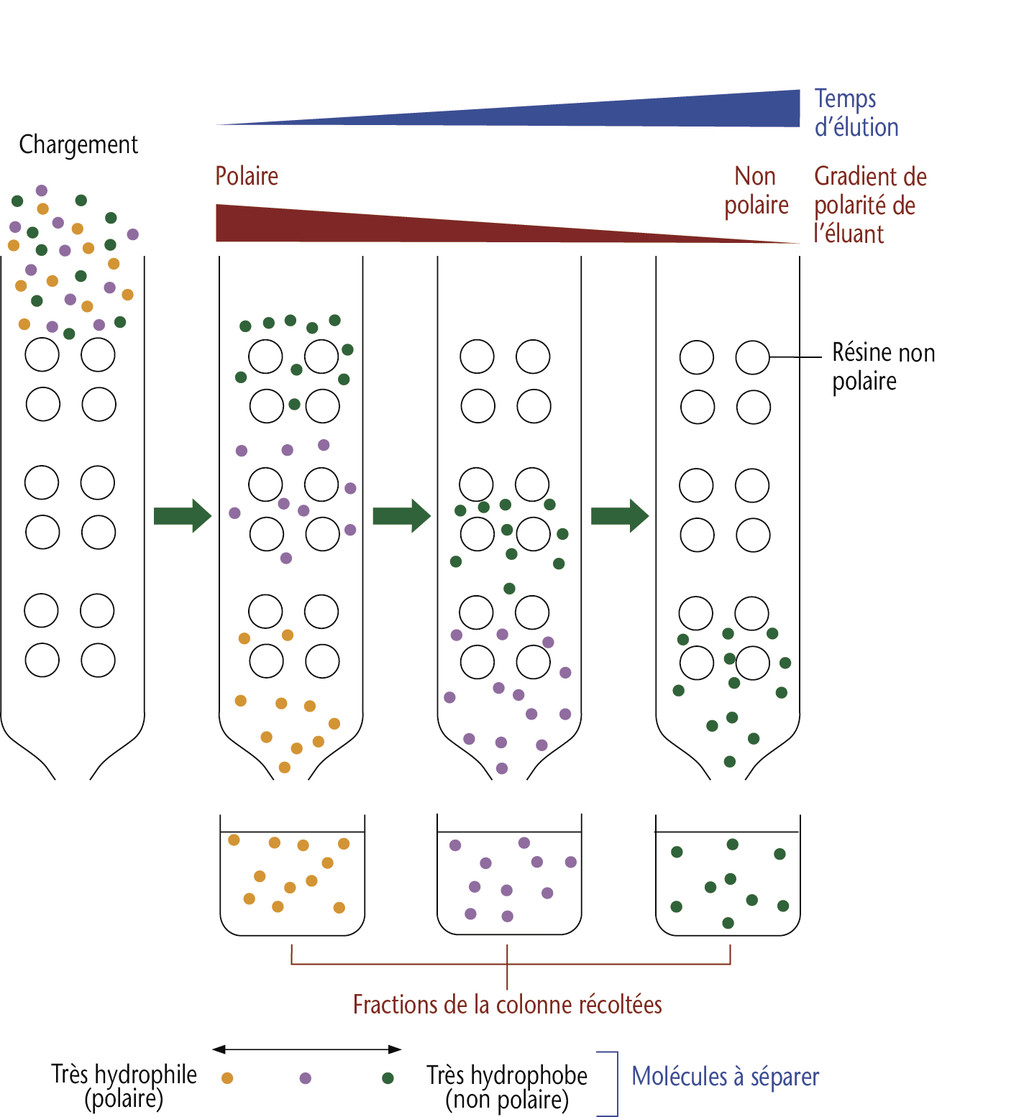 Temps
d’élution
Chargement
Polaire
Non
polaire
Gradient de
polarité de
l’éluant
Résine non
polaire
Fractions de la colonne récoltées
Très hydrophile
(polaire)
Très hydrophobe
(non polaire)
Molécules à séparer